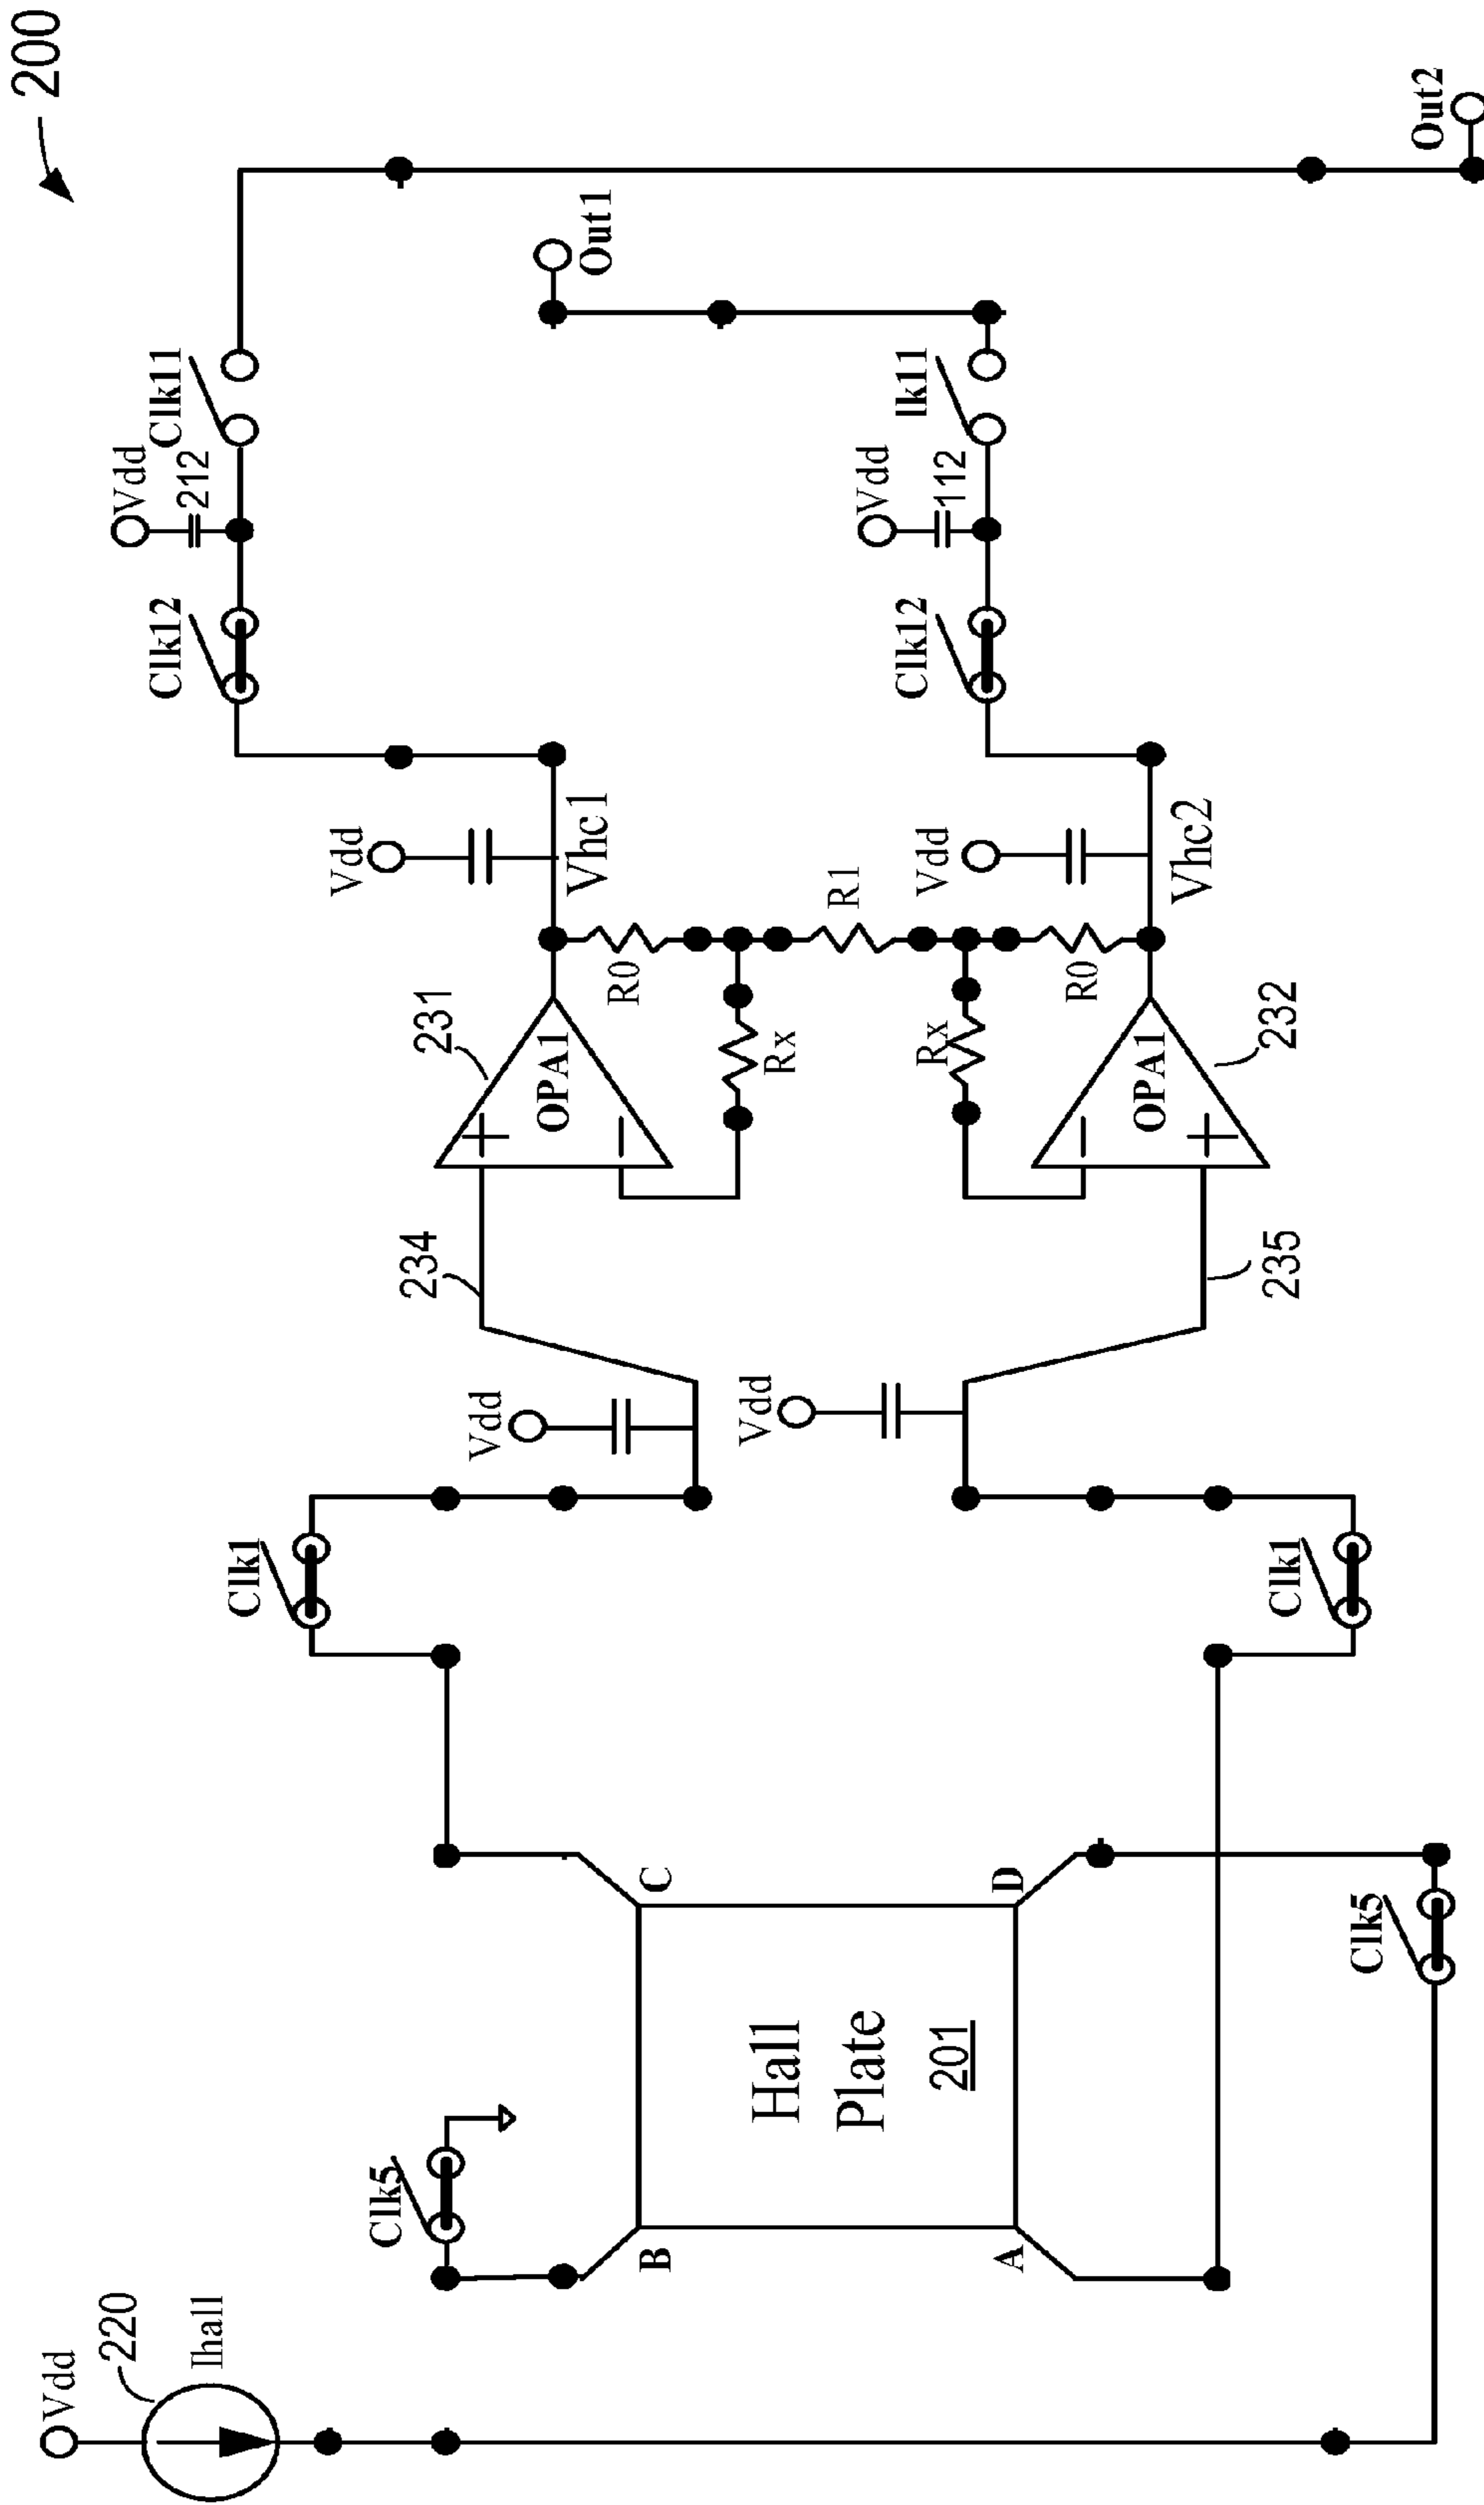 200
Vdd
220
Ihall
Clk5
B
C
Hall
Plate
201
A
D
Clk5
Clk1
Clk1
Vdd
Vdd
234
235
231
OPA1
R0
Rx
R1
Rx
R0
OPA1
232
Vdd
Vhc1
Vdd
Vhc2
Clk12
Vdd
212
Clk11
Clk12
Vdd
112
lk11
Out1
Out2